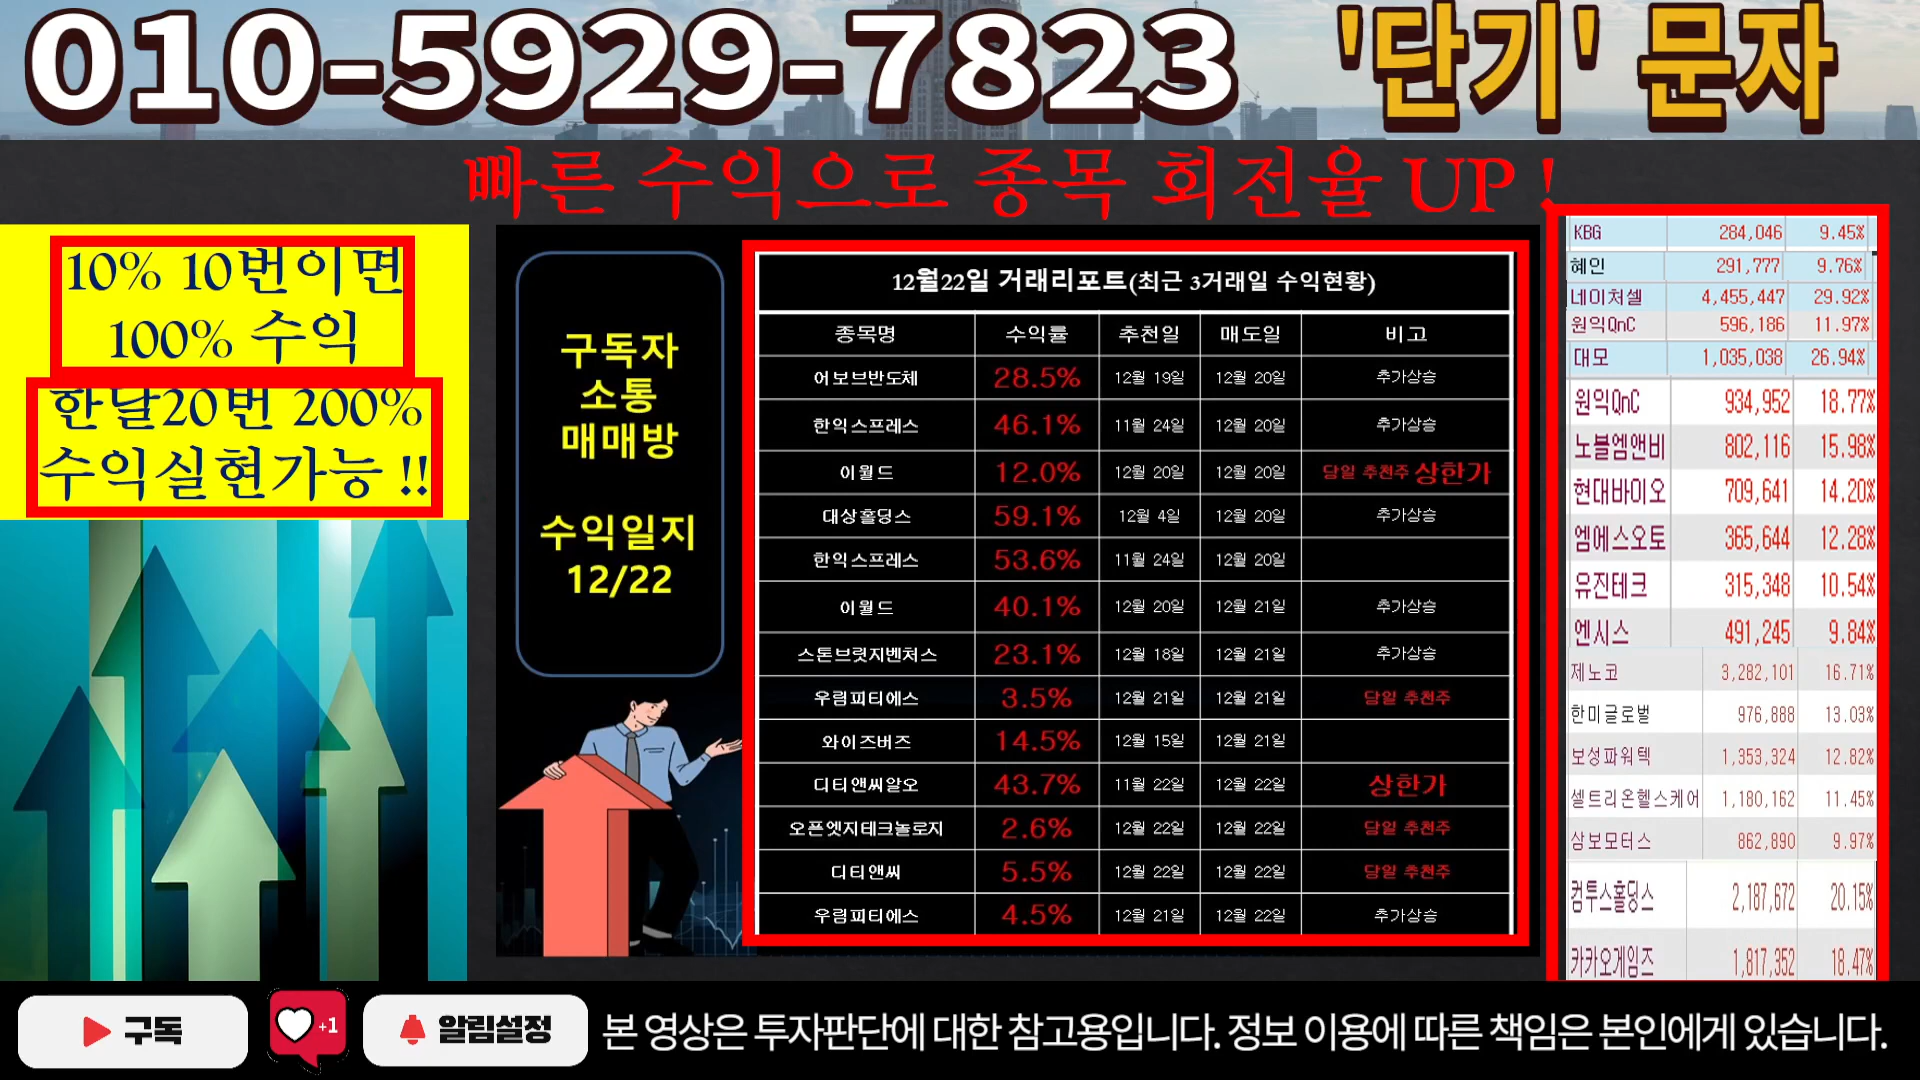 010-5929-7823 '단기' 문자
빠른 수익으로 종목 회전율 UP !
10% 10번이면
100% 수익
한달20번 200%
수익실현가능 !!
구독자
소통
매매방
수익일지
12/22
12월22일 거래리포트(최근 3거래일 수익현황)
종목명 수익률 추천일 매도일 비고
어보브반도체 28.5% 12월 19일 12월 20일 추가상승
한익스프레스 46.1% 11월 24일 12월 20일 추가상승
이월드 12.0% 12월 20일 12월 20일 당일 추천주 상한가
대상홀딩스 59.1% 12월 4일 12월 20일 추가상승
한익스프레스 53.6% 11월 24일 12월 20일
이월드 40.1% 12월 20일 12월 21일 추가상승
스톤브릿지벤처스 23.1% 12월 18일 12월 21일 추가상승
우림피티에스 3.5% 12월 21일 12월 21일 당일 추천주
와이즈버즈 14.5% 12월 15일 12월 21일
디티앤씨알오 43.7% 11월 22일 12월 22일 상한가
오픈엣지테크놀로지 2.6% 12월 22일 12월 22일 당일 추천주
디티앤씨 5.5% 12월 22일 12월 22일 당일 추천주
우림피티에스 4.5% 12월 21일 12월 22일 추가상승
KBG 284,046 9.45%
혜인 291,777 9.76%
네이처셀 4,455,447 29.92%
원익QnC 596,186 11.97%
대모 1,035,038 26.94%
원익QnC 934,952 18.77%
노블엠앤비 802,116 15.98%
현대바이오 709,641 14.20%
엠에스오토 365,644 12.28%
유진테크 315,348 10.54%
엔시스 491,245 9.84%
제노코 3,282,101 16.71%
한미글로벌 976,888 13.03%
보성파워텍 1,353,324 12.82%
셀트리온헬스케어 1,180,162 11.45%
삼보모터스 862,890 9.97%
컴투스홀딩스 2,187,672 20.15%
카카오게임즈 1,817,352 18.47%
구독 +1 알림설정 본 영상은 투자판단에 대한 참고용입니다. 정보 이용에 따른 책임은 본인에게 있습니다.